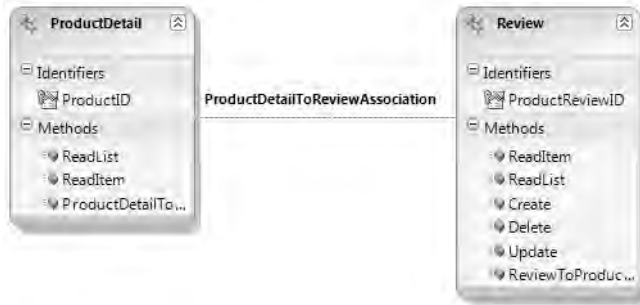 ProductDetail
Identifiers
ProductID
Methods
ReadList
ReadItem
ProductDetailTo...
ProductDetailToReviewAssociation
Review
Identifiers
ProductReviewID
Methods
ReadItem
ReadList
Create
Delete
Update
ReviewToProduc...